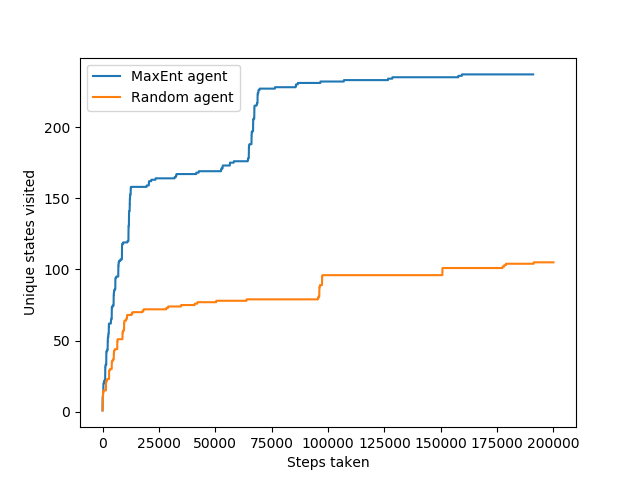 MaxEnt agent
Random agent
Unique states visited
200
150
100
50
0
0 25000 50000 75000 100000 125000 150000 175000 200000
Steps taken